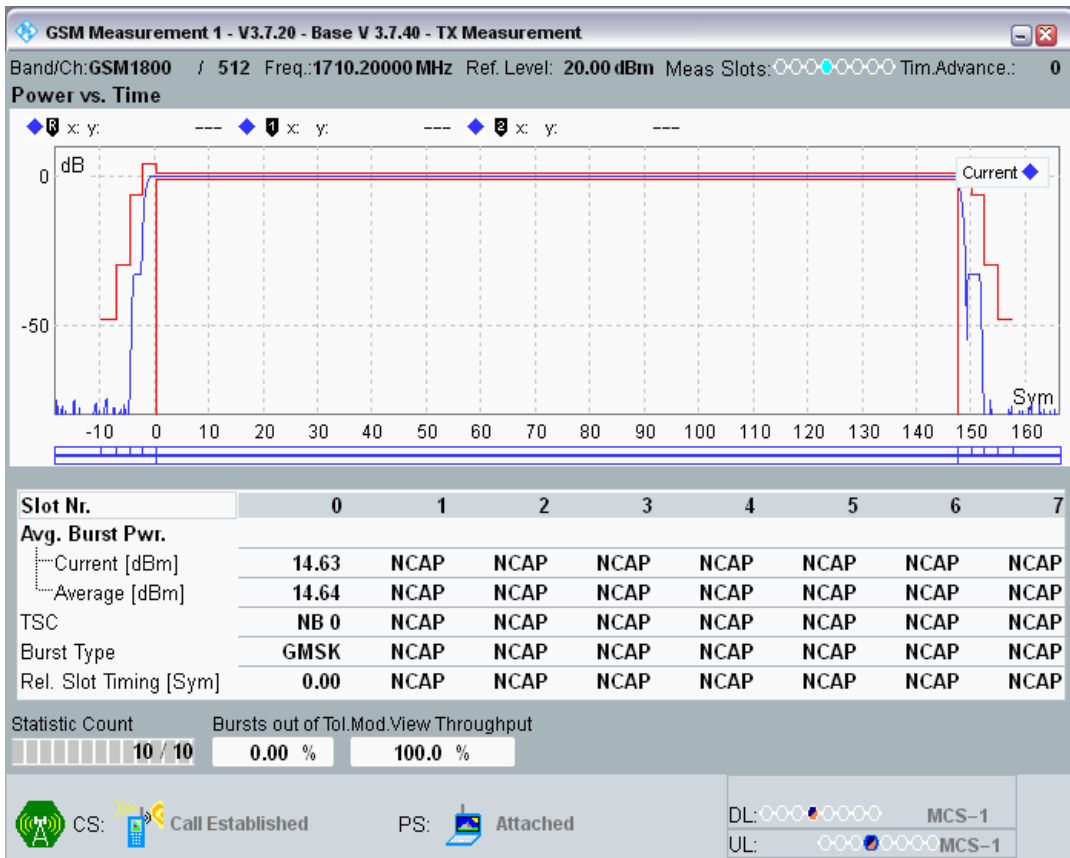 GSM Measurement 1 - V3.7.20 - Base V 3.7.40 - TX Measurement
Band/Ch:GSM1800 / 512 Freq.:1710.20000 MHz Ref. Level: 20.00 dBm Meas Slots: Tim.Advance.: 0
Power vs. Time
R x: y: --- 1 x: y: --- 2 x: y: ---
dB
Current
0
-50
Sym
-10 0 10 20 30 40 50 60 70 80 90 100 110 120 130 140 150 160
Slot Nr. 0 1 2 3 4 5 6 7
Avg. Burst Pwr.
Current [dBm] 14.63 NCAP NCAP NCAP NCAP NCAP NCAP NCAP
Average [dBm] 14.64 NCAP NCAP NCAP NCAP NCAP NCAP NCAP
TSC NB 0 NCAP NCAP NCAP NCAP NCAP NCAP NCAP
Burst Type GMSK NCAP NCAP NCAP NCAP NCAP NCAP NCAP
Rel. Slot Timing [Sym] 0.00 NCAP NCAP NCAP NCAP NCAP NCAP NCAP
Statistic Count Bursts out of Tol.Mod.View Throughput
10 / 10 0.00 % 100.0 %
CS: Call Established PS: Attached
DL: MCS-1
UL: MCS-1